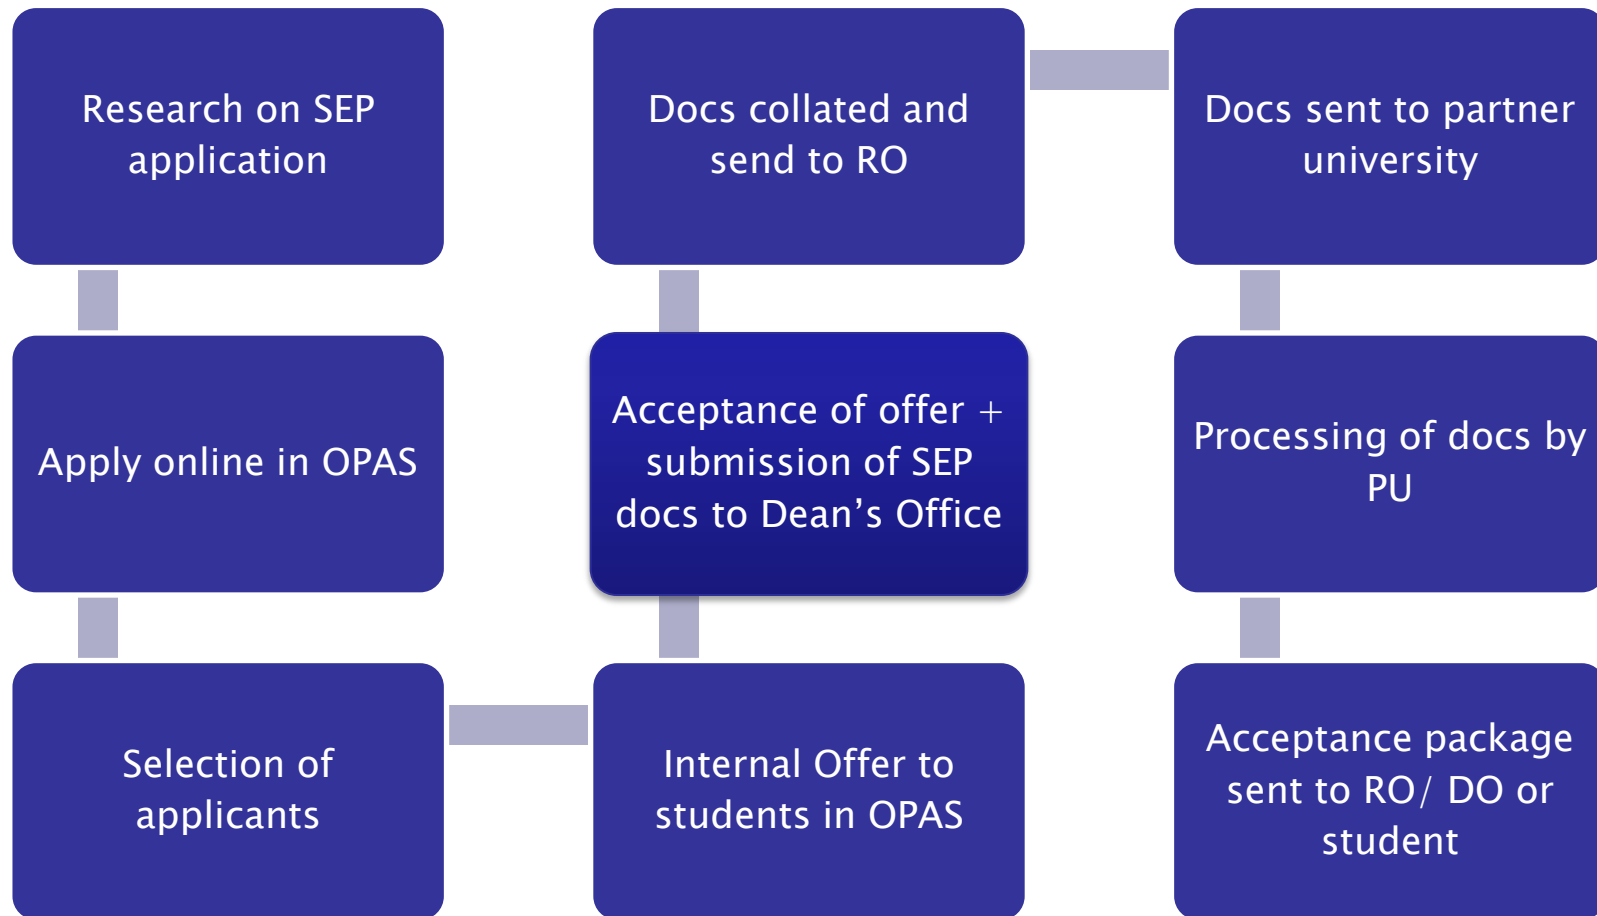 Research on SEP
application
Apply online in OPAS
Selection of
applicants
Internal Offer to
students in OPAS
Acceptance of offer +
submission of SEP
docs to Dean’s Office
Docs collated and
send to RO
Docs sent to partner
university
Processing of docs by
PU
Acceptance package
sent to RO/ DO or
student